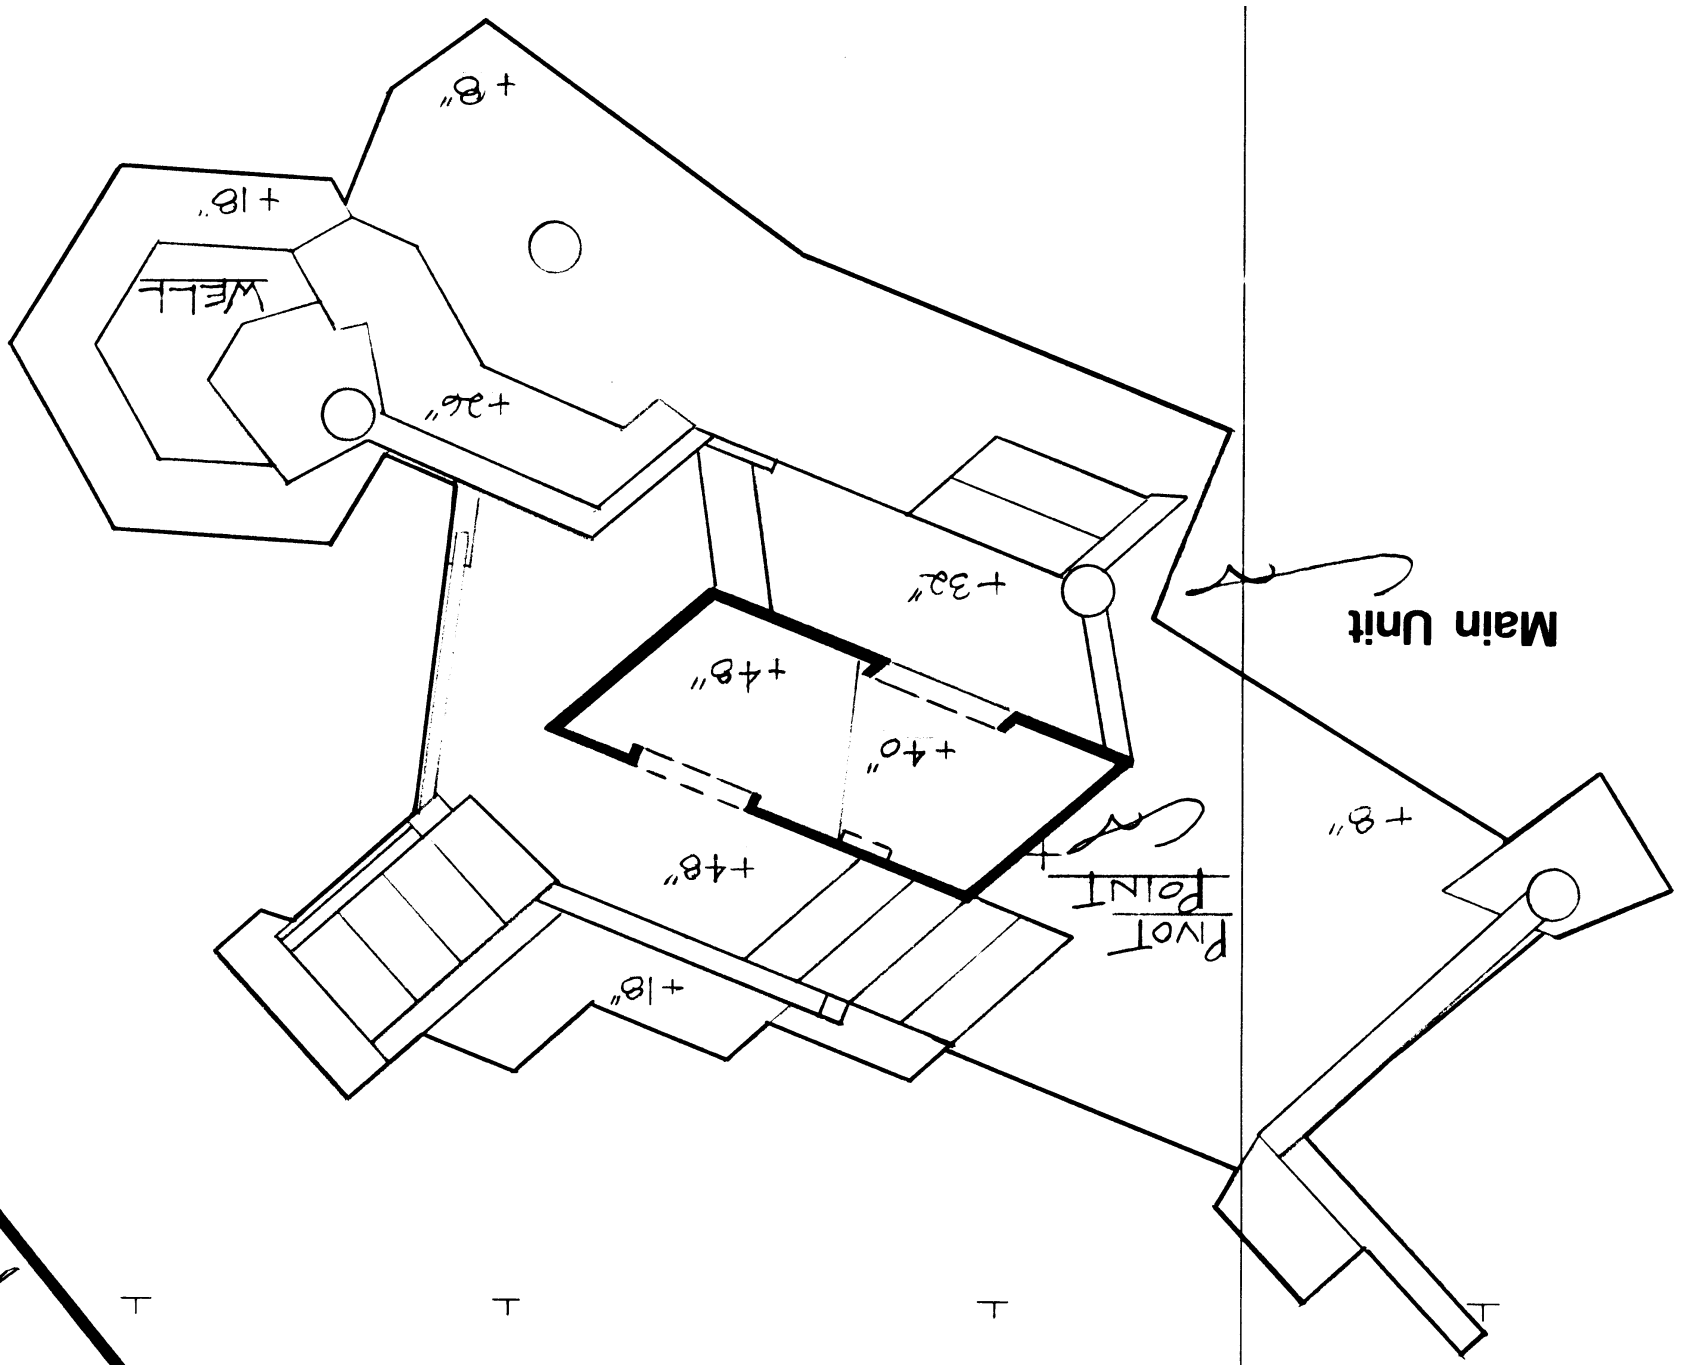 +18"
PIVOT
POINT
+48"
+8"
+40"
+48"
Main Unit
+32"
+26"
WELL
+18"
+8"